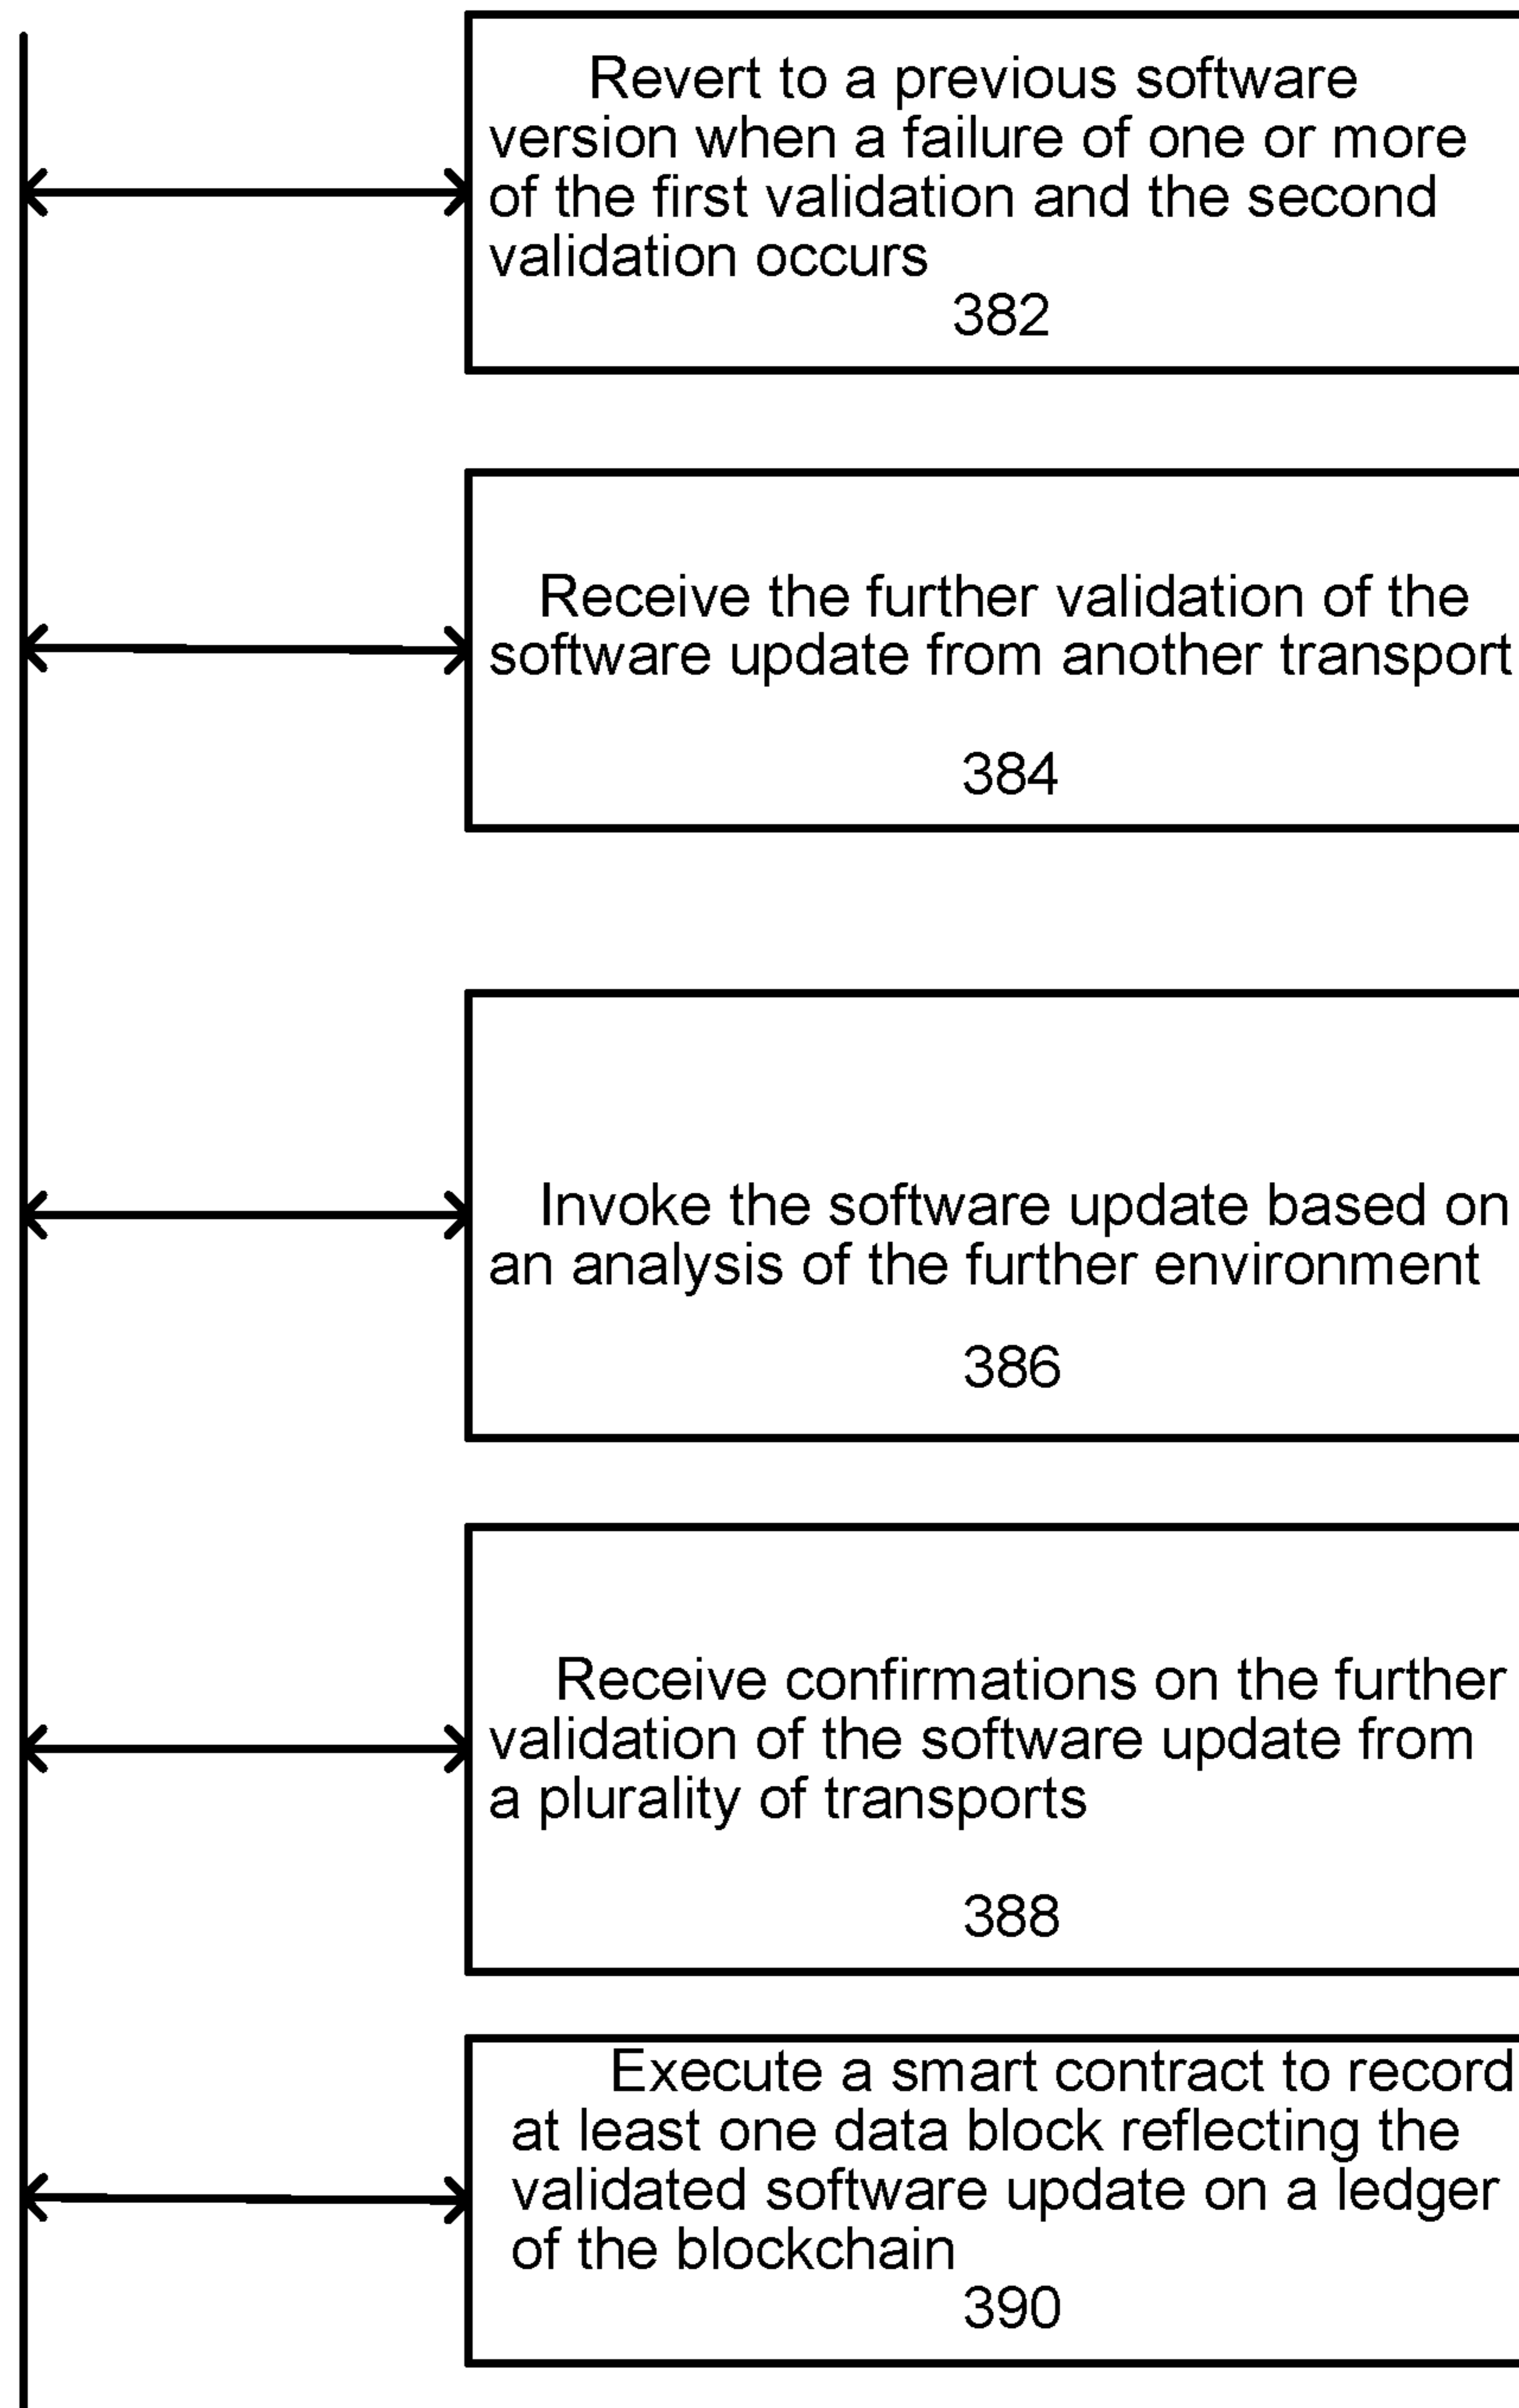 Revert to a previous software
version when a failure of one or more
of the first validation and the second
validation occurs
382
Receive the further validation of the
software update from another transport
384
Invoke the software update based on
an analysis of the further environment
386
Receive confirmations on the further
validation of the software update from
a plurality of transports
388
Execute a smart contract to record
at least one data block reflecting the
validated software update on a ledger
of the blockchain
390